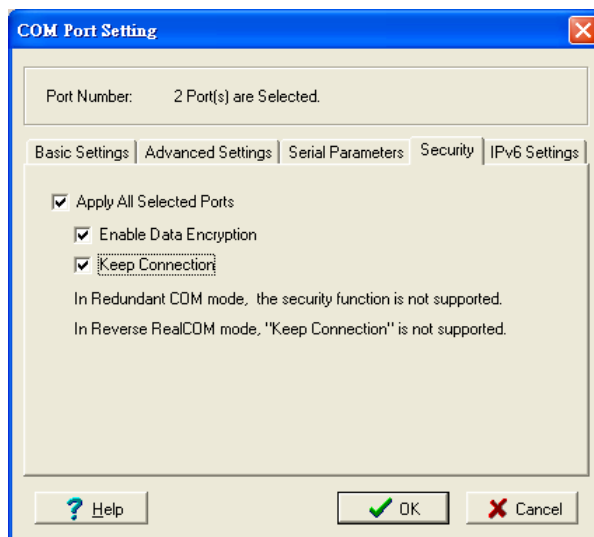 COM Port Setting
Port Number: 2 Port(s) are Selected.
Basic Settings Advanced Settings Serial Parameters Security IPv6 Settings
Apply All Selected Ports
Enable Data Encryption
Keep Connection
In Redundant COM mode, the security function is not supported.
In Reverse RealCOM mode, "Keep Connection" is not supported.
? Help OK Cancel